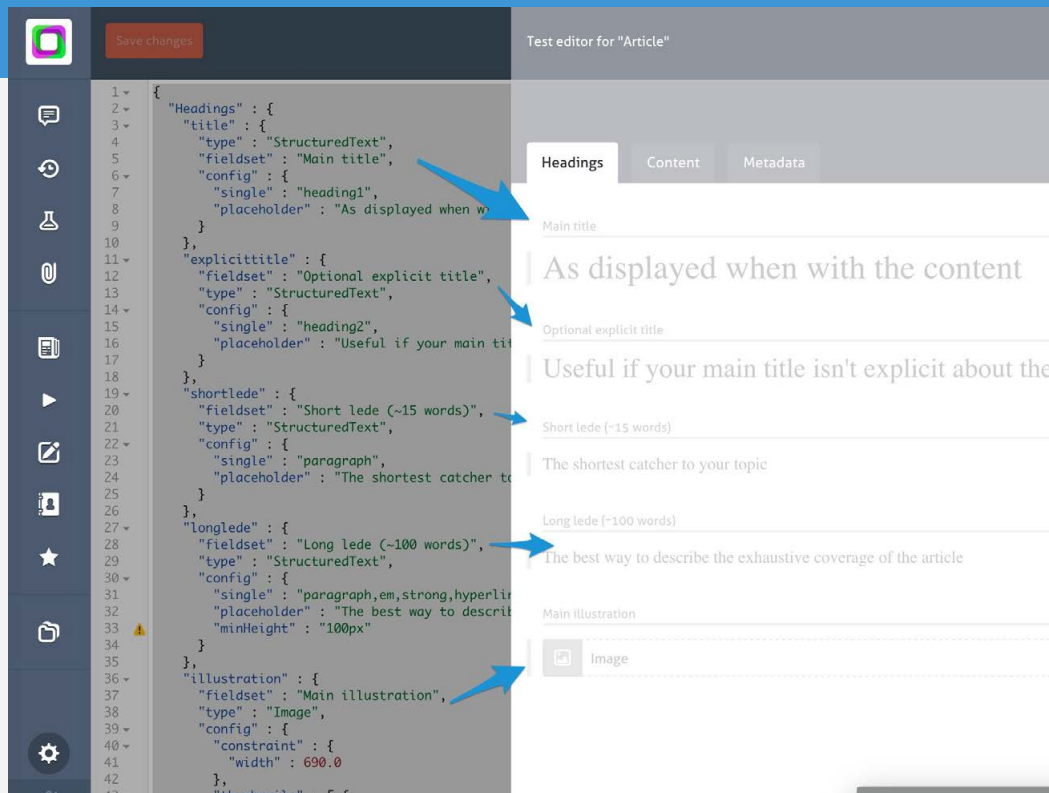 Save changes
Test editor for "Article"
1 {
2 "Headings" : {
3 "title" : {
4 "type" : "StructuredText",
5 "fieldset" : "Main title",
6 "config" : {
7 "single" : "heading1",
8 "placeholder" : "As displayed when
9 }
10 },
11 "explicittitle" : {
12 "fieldset" : "Optional explicit title",
13 "type" : "StructuredText",
14 "config" : {
15 "single" : "heading2",
16 "placeholder" : "Useful if your main tit
17 }
18 },
19 "shortlede" : {
20 "fieldset" : "Short lede (~15 words)",
21 "type" : "StructuredText",
22 "config" : {
23 "single" : "paragraph",
24 "placeholder" : "The shortest catcher to
25 }
26 },
27 "longlede" : {
28 "fieldset" : "Long lede (~100 words)",
29 "type" : "StructuredText",
30 "config" : {
31 "single" : "paragraph,em,strong,hyperlin
32 "placeholder" : "The best way to describ
33 "minHeight" : "100px"
34 }
35 },
36 "illustration" : {
37 "fieldset" : "Main illustration",
38 "type" : "Image",
39 "config" : {
40 "constraint" : {
41 "width" : 690.0
42 },
Headings Content Metadata
Main title
As displayed when with the content
Optional explicit title
Useful if your main title isn't explicit about the
Short lede (~15 words)
The shortest catcher to your topic
Long lede (~100 words)
The best way to describe the exhaustive coverage of the article
Main illustration
Image